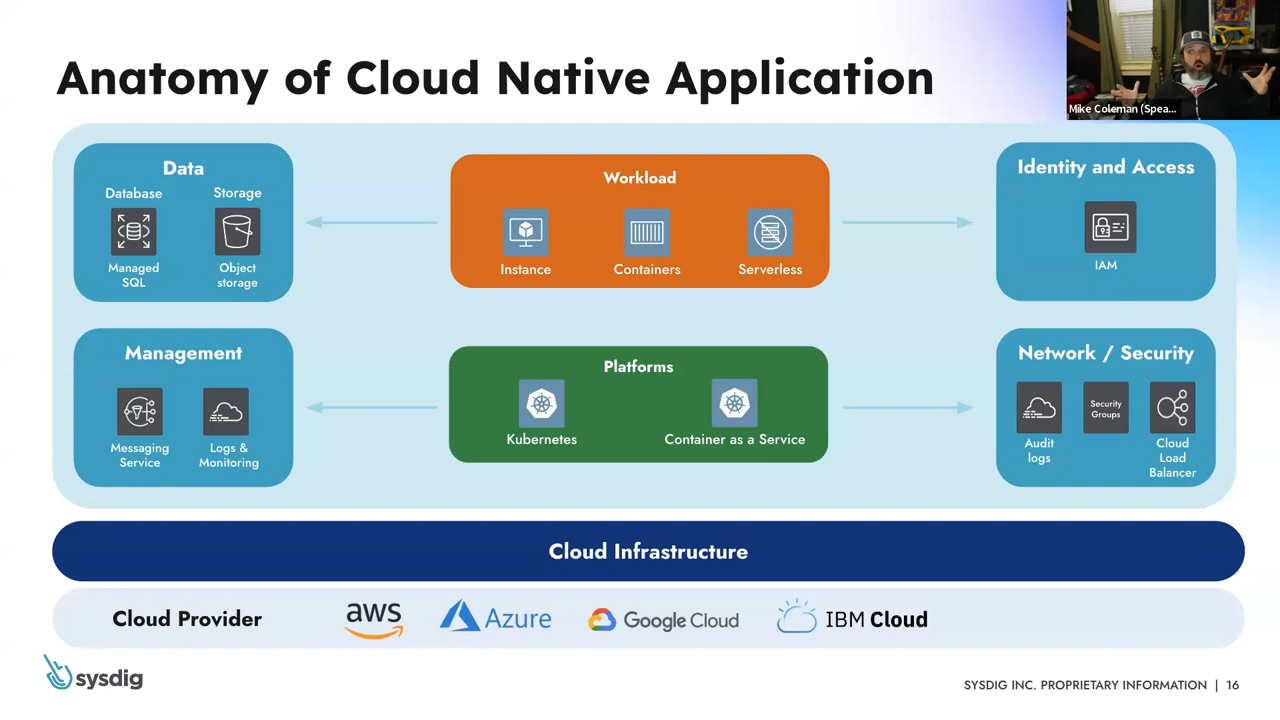 Anatomy of Cloud Native Application
Mike Coleman (Spea...
Data
Database
Storage
Managed
SQL
Object
storage
Workload
Instance
Containers
Serverless
Identity and Access
IAM
Management
Messaging
Service
Logs &
Monitoring
Platforms
Kubernetes
Container as a Service
Network / Security
Audit
logs
Security
Groups
Cloud
Load
Balancer
Cloud Infrastructure
Cloud Provider
aws
Azure
Google Cloud
IBM Cloud
sysdig
SYSDIG INC. PROPRIETARY INFORMATION | 16